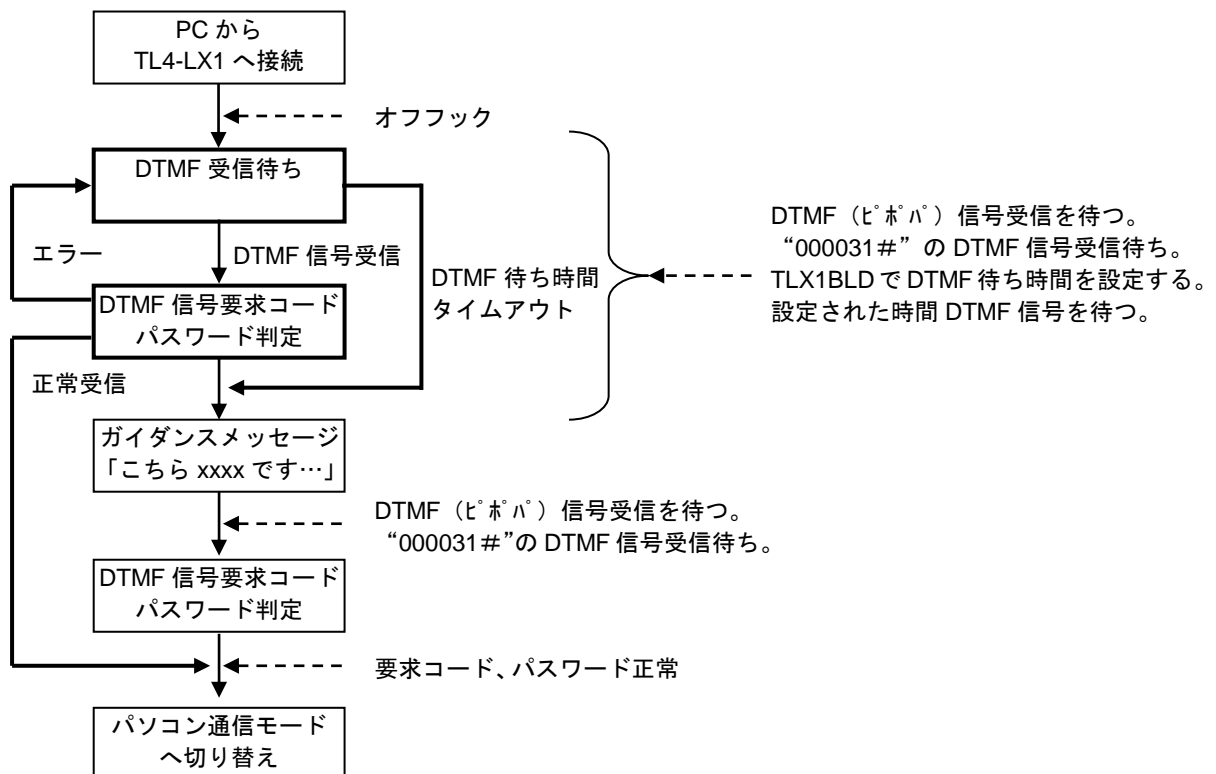 PC から
TL4-LX1 へ接続
オフフック
DTMF 受信待ち
エラー
DTMF 信号受信
DTMF 待ち時間
タイムアウト
DTMF（ﾋﾟﾎﾟﾊﾟ）信号受信を待つ。
“000031＃” の DTMF 信号受信待ち。
TLX1BLD で DTMF 待ち時間を設定する。
設定された時間 DTMF 信号を待つ。
DTMF 信号要求コード
パスワード判定
正常受信
ガイダンスメッセージ
「こちら xxxx です…」
DTMF（ﾋﾟﾎﾟﾊﾟ）信号受信を待つ。
“000031＃”の DTMF 信号受信待ち。
DTMF 信号要求コード
パスワード判定
要求コード、パスワード正常
パソコン通信モード
へ切り替え